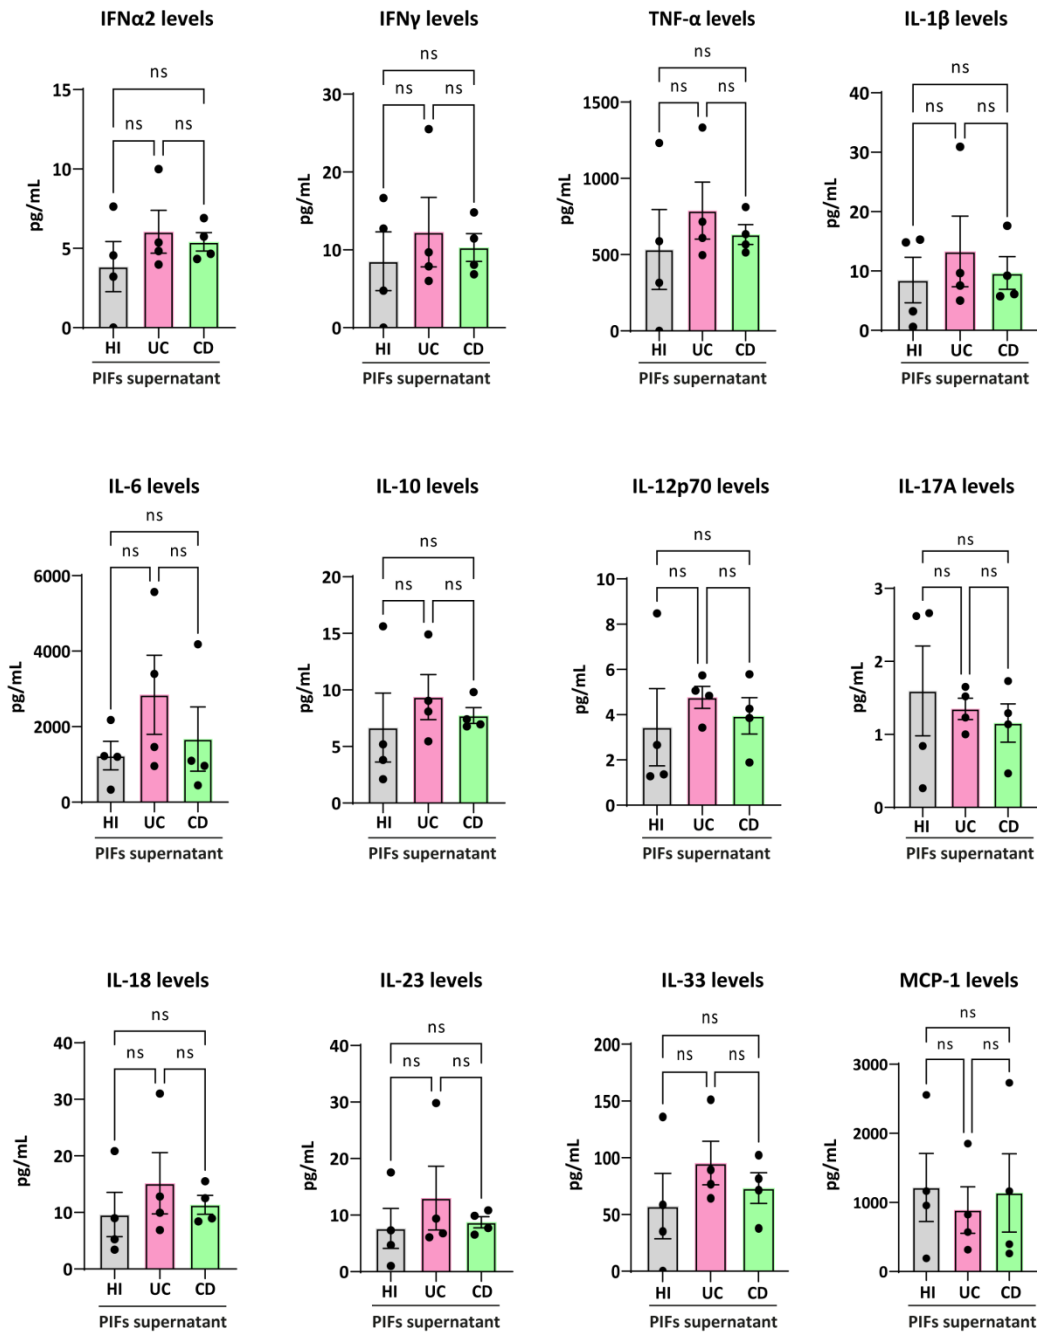 IFNα2 levels
IFNγ levels
TNF-α levels
IL-1β levels
ns
ns
ns
ns
ns ns
ns ns
ns ns
ns ns
pg/mL
15
10
5
0
pg/mL
30
20
10
0
pg/mL
1500
1000
500
0
pg/mL
40
30
20
10
0
HI UC CD
HI UC CD
HI UC CD
HI UC CD
PIFs supernatant
PIFs supernatant
PIFs supernatant
PIFs supernatant
IL-6 levels
IL-10 levels
IL-12p70 levels
IL-17A levels
ns
ns
ns
ns
ns ns
ns ns
ns ns
ns ns
pg/mL
6000
4000
2000
0
pg/mL
20
15
10
5
0
pg/mL
10
8
6
4
2
0
pg/mL
3
2
1
0
HI UC CD
HI UC CD
HI UC CD
HI UC CD
PIFs supernatant
PIFs supernatant
PIFs supernatant
PIFs supernatant
IL-18 levels
IL-23 levels
IL-33 levels
MCP-1 levels
ns
ns
ns
ns
ns ns
ns ns
ns ns
ns ns
pg/mL
40
30
20
10
0
pg/mL
40
30
20
10
0
pg/mL
200
150
100
50
0
pg/mL
3000
2000
1000
0
HI UC CD
HI UC CD
HI UC CD
HI UC CD
PIFs supernatant
PIFs supernatant
PIFs supernatant
PIFs supernatant